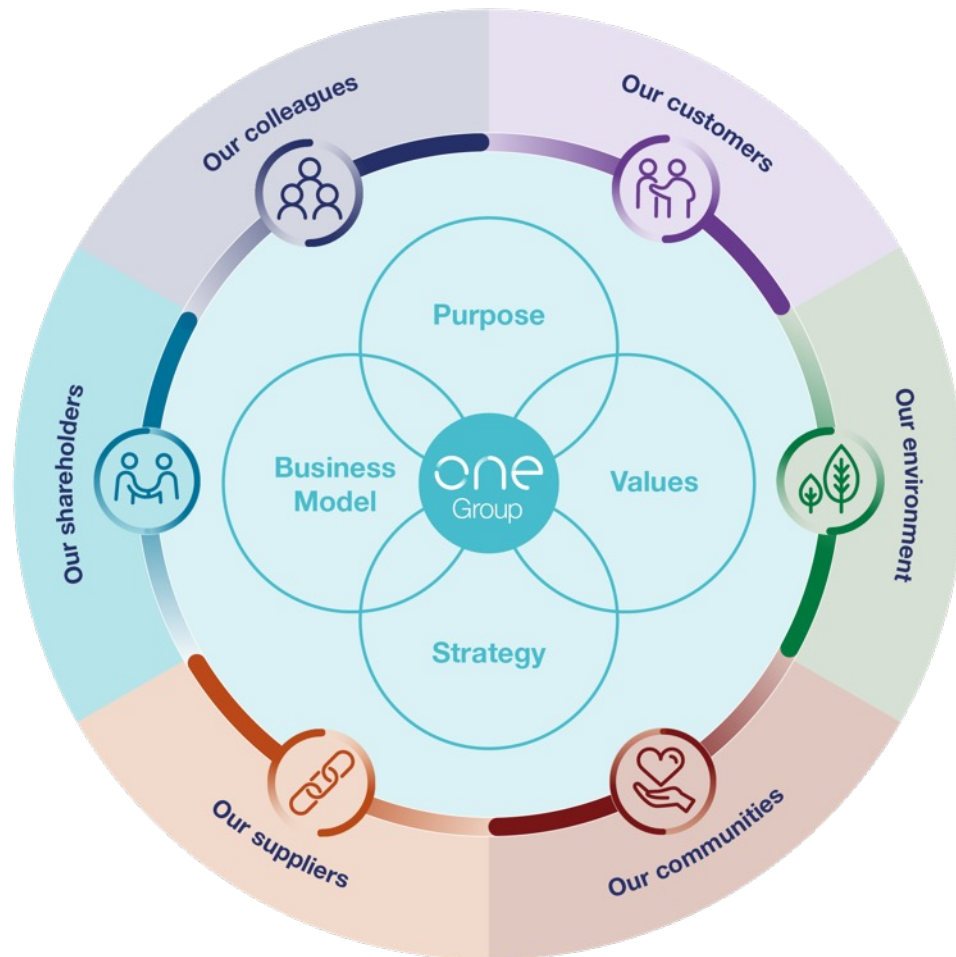 Our colleagues
Our customers
Our environment
Our communities
Our suppliers
Our shareholders
Purpose
Business
Model
one
Group
Values
Strategy